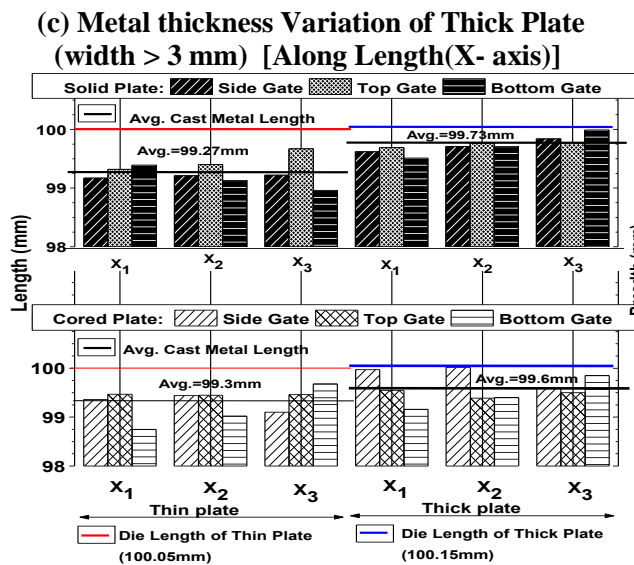 (c) Metal thickness Variation of Thick Plate
(width > 3 mm) [Along Length(X- axis)]
Solid Plate: Side Gate Top Gate Bottom Gate
Avg. Cast Metal Length
100
Avg.=99.27mm
Avg.=99.73mm
99
98
Length (mm)
x1 x2 x3 x1 x2 x3
Cored Plate: Side Gate Top Gate Bottom Gate
Avg. Cast Metal Length
100
Avg.=99.3mm
Avg.=99.6mm
99
98
X1 X2 X3 X1 X2 X3
Thin plate Thick plate
Die Length of Thin Plate
(100.05mm)
Die Length of Thick Plate
(100.15mm)